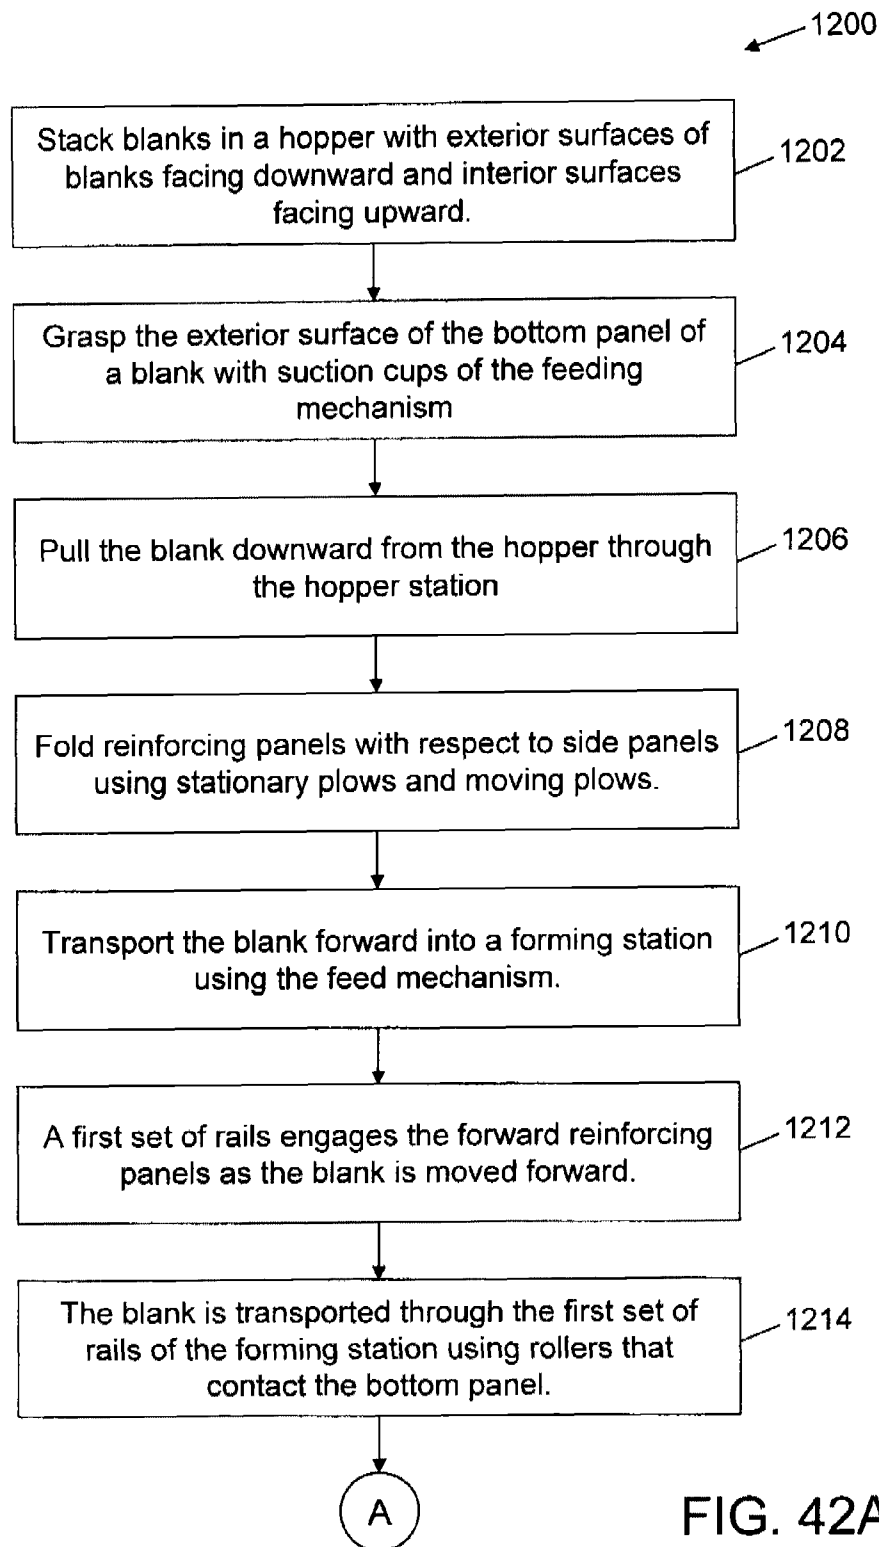 1200
Stack blanks in a hopper with exterior surfaces of
blanks facing downward and interior surfaces
facing upward.
1202
Grasp the exterior surface of the bottom panel of
a blank with suction cups of the feeding
mechanism
1204
Pull the blank downward from the hopper through
the hopper station
1206
Fold reinforcing panels with respect to side panels
using stationary plows and moving plows.
1208
Transport the blank forward into a forming station
using the feed mechanism.
1210
A first set of rails engages the forward reinforcing
panels as the blank is moved forward.
1212
The blank is transported through the first set of
rails of the forming station using rollers that
contact the bottom panel.
1214
A
FIG. 42A